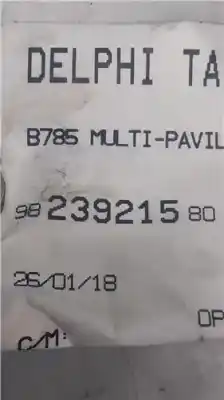 DELPHI TA
B785 MULTI-PAVIL
98 239215 80
26/01/18
OP
C/M: